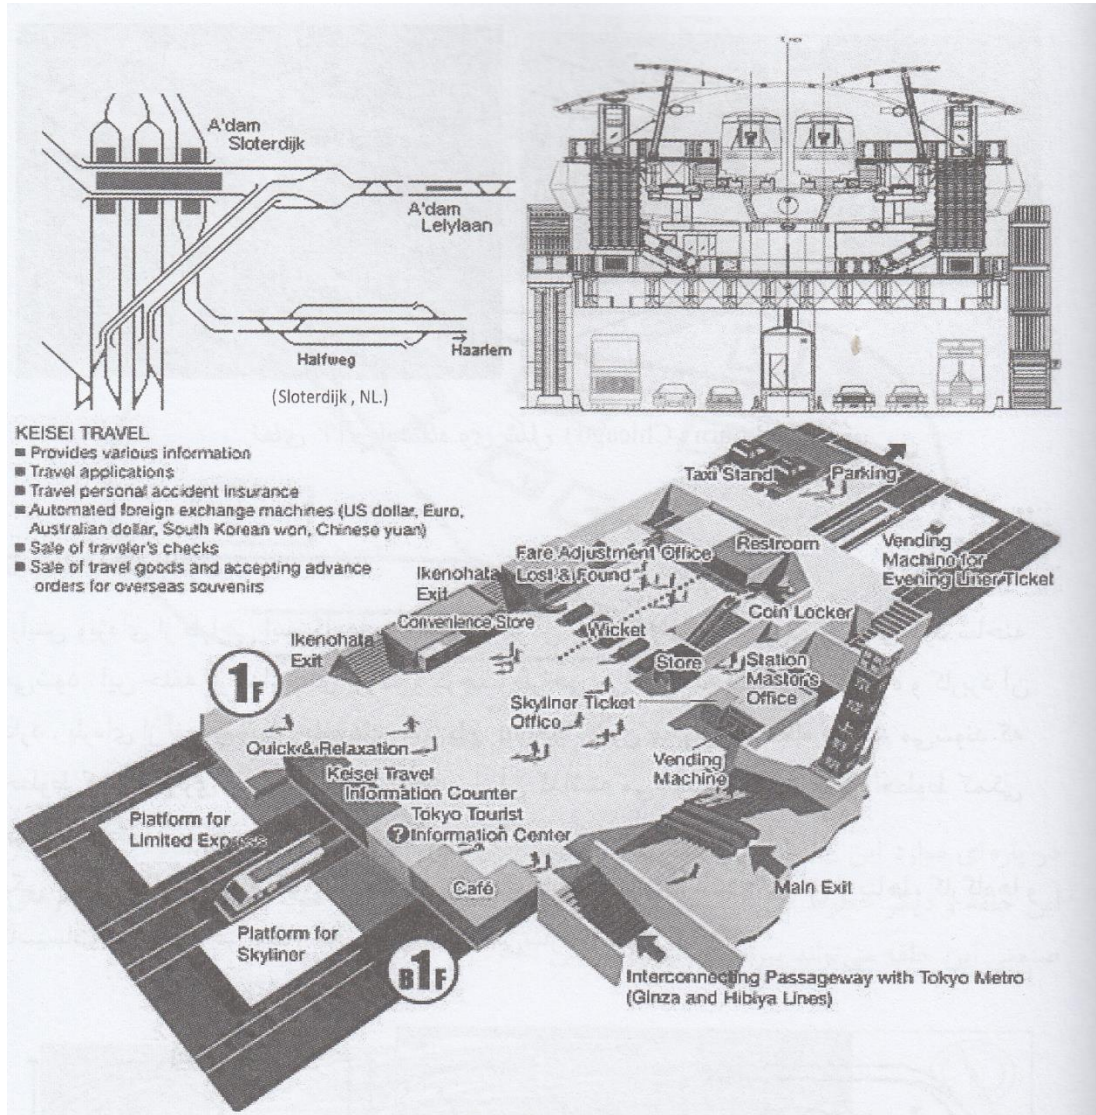 A'dam
Sloterdijk
A'dam
Lelylaan
Halfweg
Haarlem
(Sloterdijk , NL.)
KEISEI TRAVEL
■ Provides various information
■ Travel applications
■ Travel personal accident insurance
■ Automated foreign exchange machines (US dollar, Euro,
Australian dollar, South Korean won, Chinese yuan)
■ Sale of traveler's checks
■ Sale of travel goods and accepting advance
orders for overseas souvenirs
Taxi Stand
Parking
Vending
Machine for
Evening Liner Ticket
Restroom
Fare Adjustment Office
Lost & Found
Ikenohata
Exit
Convenience Store
Coin Locker
Wicket
Ikenohata
Exit
Store
Station
Master's
Office
1F
Skyliner Ticket
Office
Quick & Relaxation
Vending
Machine
Keisei Travel
Information Counter
Tokyo Tourist
? Information Center
Platform for
Limited Express
Café
Main Exit
Platform for
Skyliner
B1F
Interconnecting Passageway with Tokyo Metro
(Ginza and Hibiya Lines)